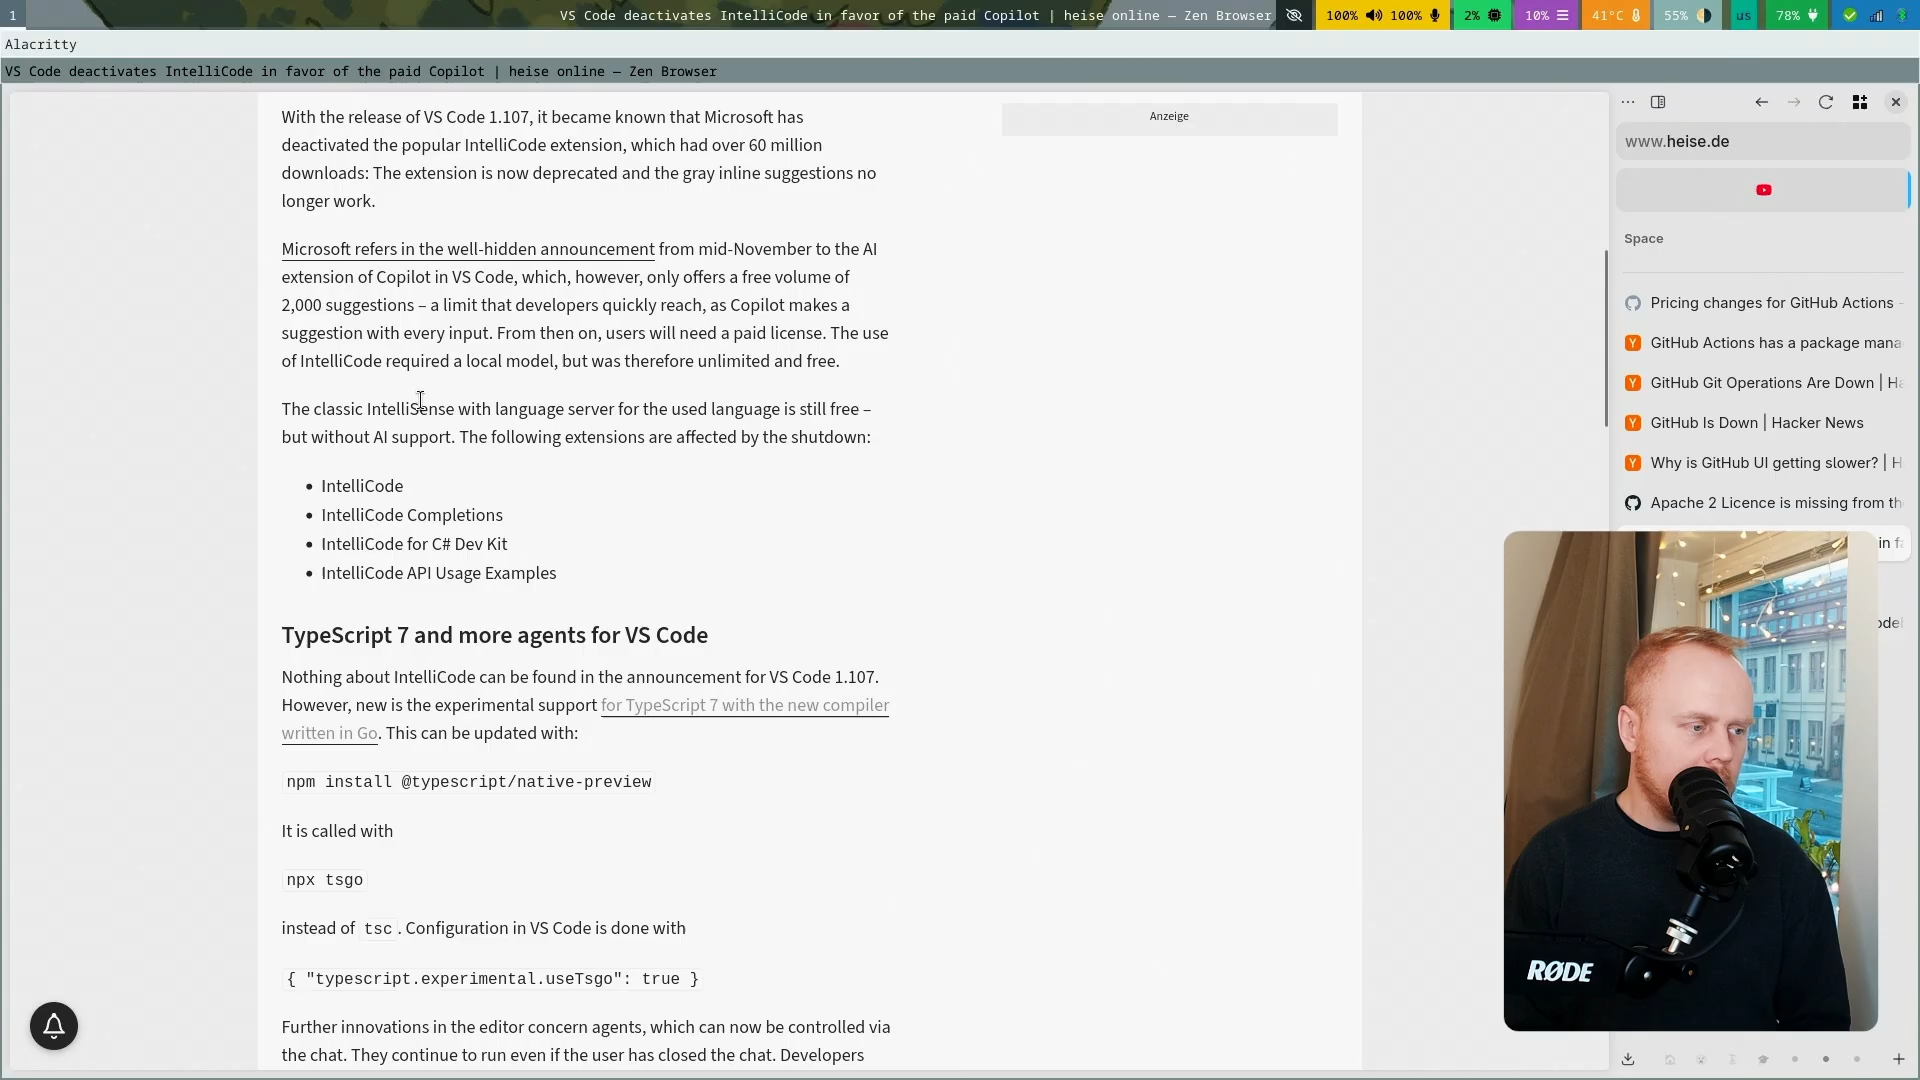 1
VS Code deactivates IntelliCode in favor of the paid Copilot | heise online — Zen Browser
100% 100% 2% 10% 41°C 55% us 78%
Alacritty
VS Code deactivates IntelliCode in favor of the paid Copilot | heise online — Zen Browser
With the release of VS Code 1.107, it became known that Microsoft has
deactivated the popular IntelliCode extension, which had over 60 million
downloads: The extension is now deprecated and the gray inline suggestions no
longer work.
Microsoft refers in the well-hidden announcement from mid-November to the AI
extension of Copilot in VS Code, which, however, only offers a free volume of
2,000 suggestions – a limit that developers quickly reach, as Copilot makes a
suggestion with every input. From then on, users will need a paid license. The use
of IntelliCode required a local model, but was therefore unlimited and free.
The classic IntelliSense with language server for the used language is still free –
but without AI support. The following extensions are affected by the shutdown:
• IntelliCode
• IntelliCode Completions
• IntelliCode for C# Dev Kit
• IntelliCode API Usage Examples
TypeScript 7 and more agents for VS Code
Nothing about IntelliCode can be found in the announcement for VS Code 1.107.
However, new is the experimental support for TypeScript 7 with the new compiler
written in Go. This can be updated with:
npm install @typescript/native-preview
It is called with
npx tsgo
instead of tsc. Configuration in VS Code is done with
{ "typescript.experimental.useTsgo": true }
Further innovations in the editor concern agents, which can now be controlled via
the chat. They continue to run even if the user has closed the chat. Developers
Anzeige
www.heise.de
Space
Pricing changes for GitHub Actions
GitHub Actions has a package mana
GitHub Git Operations Are Down | Ha
GitHub Is Down | Hacker News
Why is GitHub UI getting slower? | H
Apache 2 Licence is missing from th
in fa
odel
RØDE